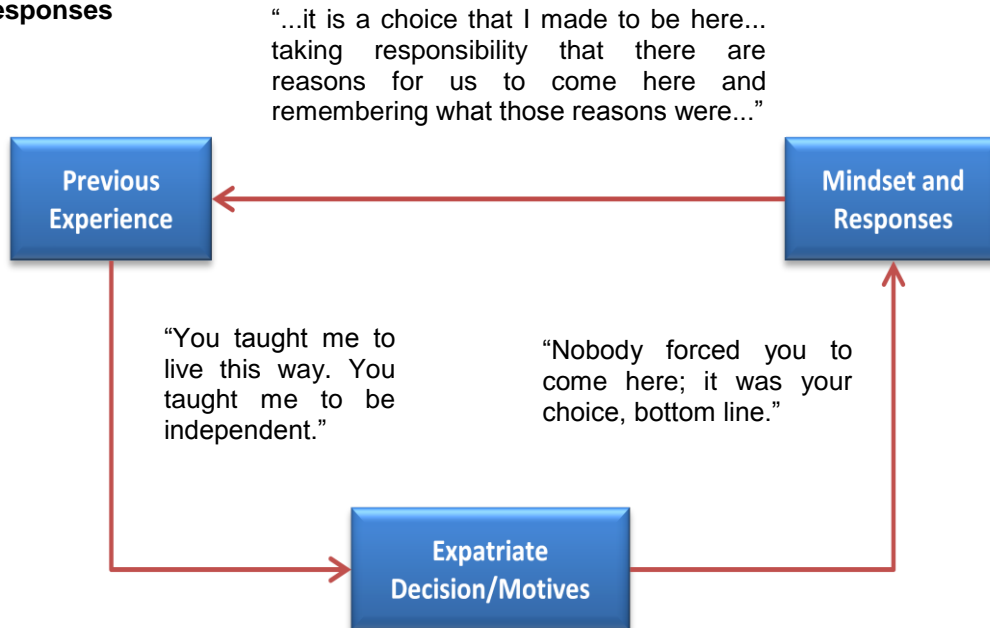 esponses
“...it is a choice that I made to be here...
taking responsibility that there are
reasons for us to come here and
remembering what those reasons were...”
Previous
Experience
Mindset and
Responses
“You taught me to
live this way. You
taught me to be
independent.”
“Nobody forced you to
come here; it was your
choice, bottom line.”
Expatriate
Decision/Motives